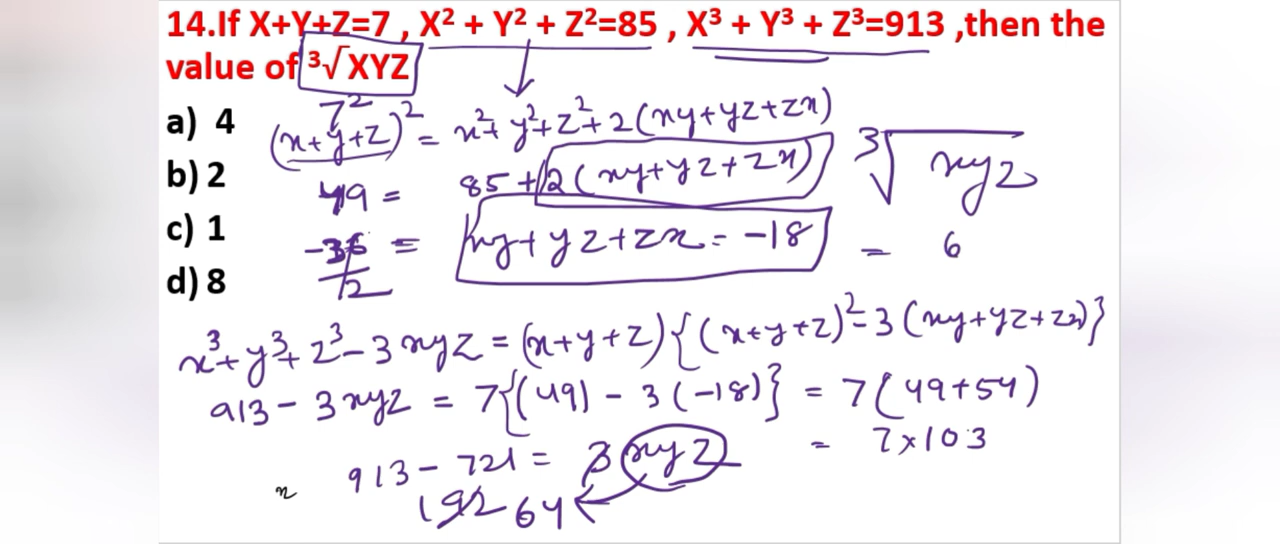 14.If X+Y+Z=7 , X² + Y² + Z²=85 , X³ + Y³ + Z³=913 ,then the
value of ³√XYZ
a) 4
b) 2
c) 1
d) 8
7²
(x+y+z)² = x²+y²+z²+2(xy+yz+zx)
49 = 85+2(xy+yz+zx)
-36/2 = xy+yz+zx=-18
³√xyz
= 6
x³+y³+z³-3xyz = (x+y+z){(x+y+z)²-3(xy+yz+zx)}
913-3xyz = 7{(49)-3(-18)} = 7(49+54)
= 7×103
913-721 = 3xyz
192 64
x